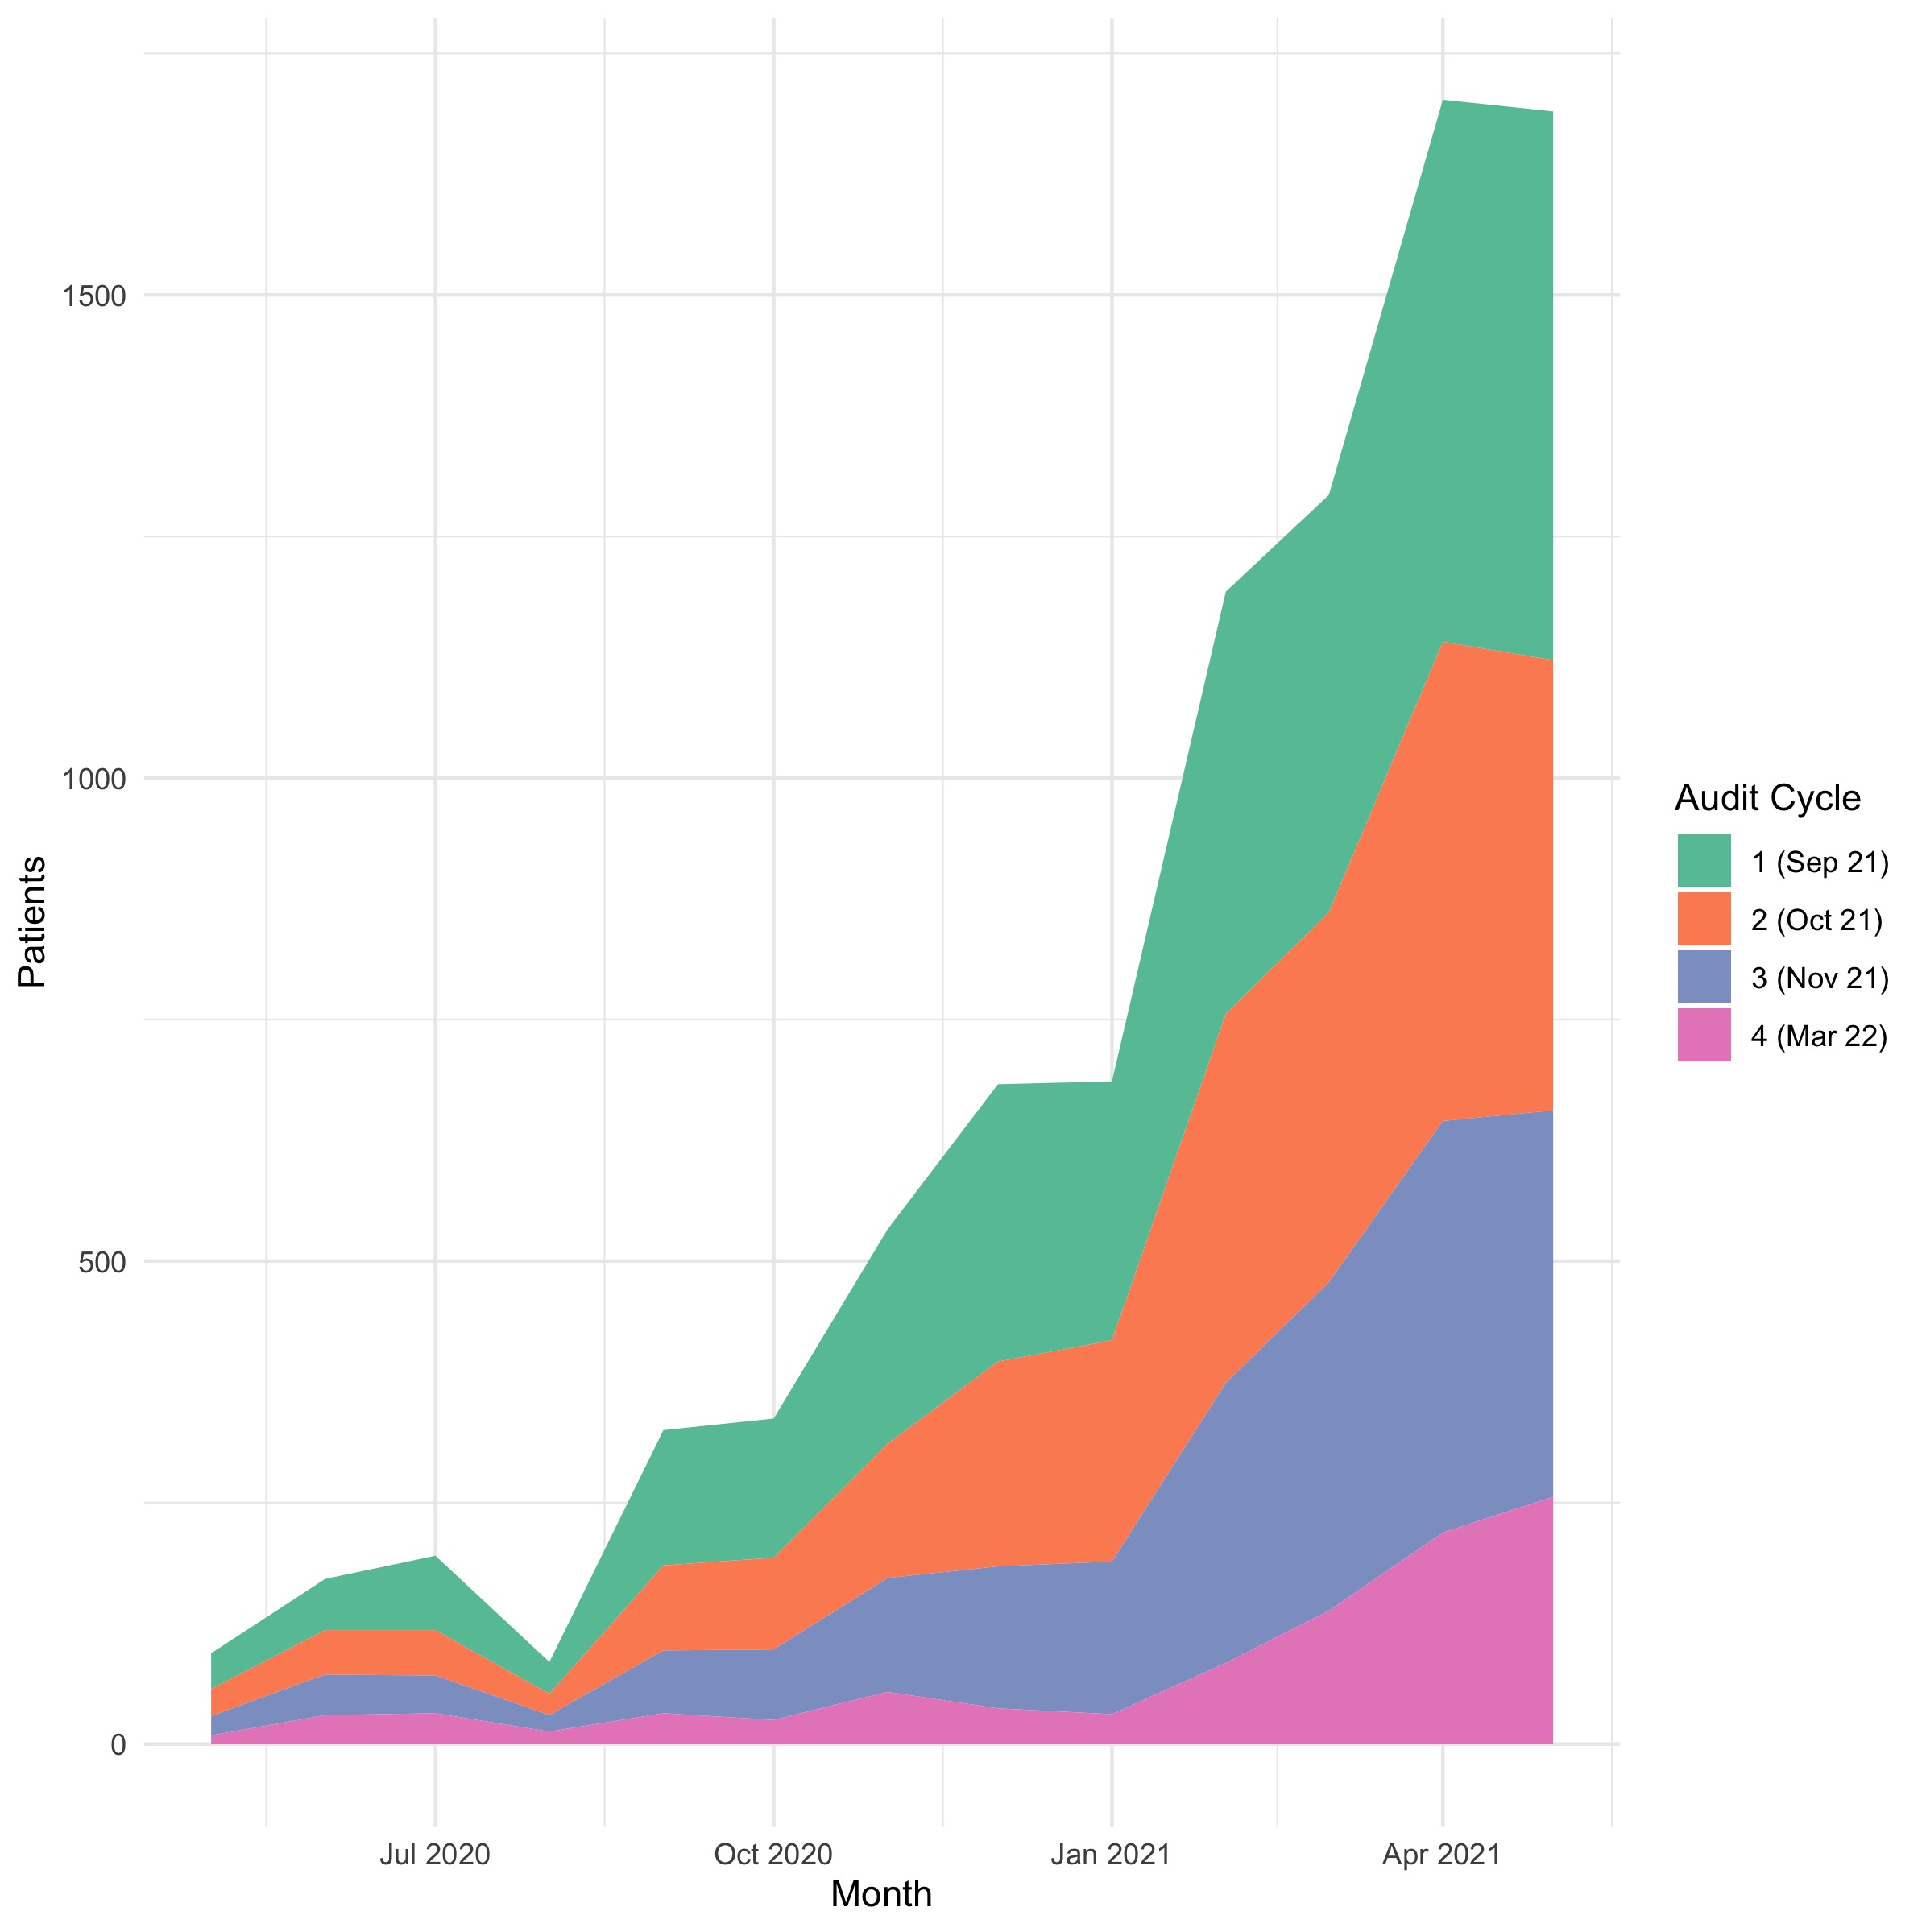 1500
1000
500
0
Patients
Jul 2020
Oct 2020
Jan 2021
Apr 2021
Month
Audit Cycle
1 (Sep 21)
2 (Oct 21)
3 (Nov 21)
4 (Mar 22)